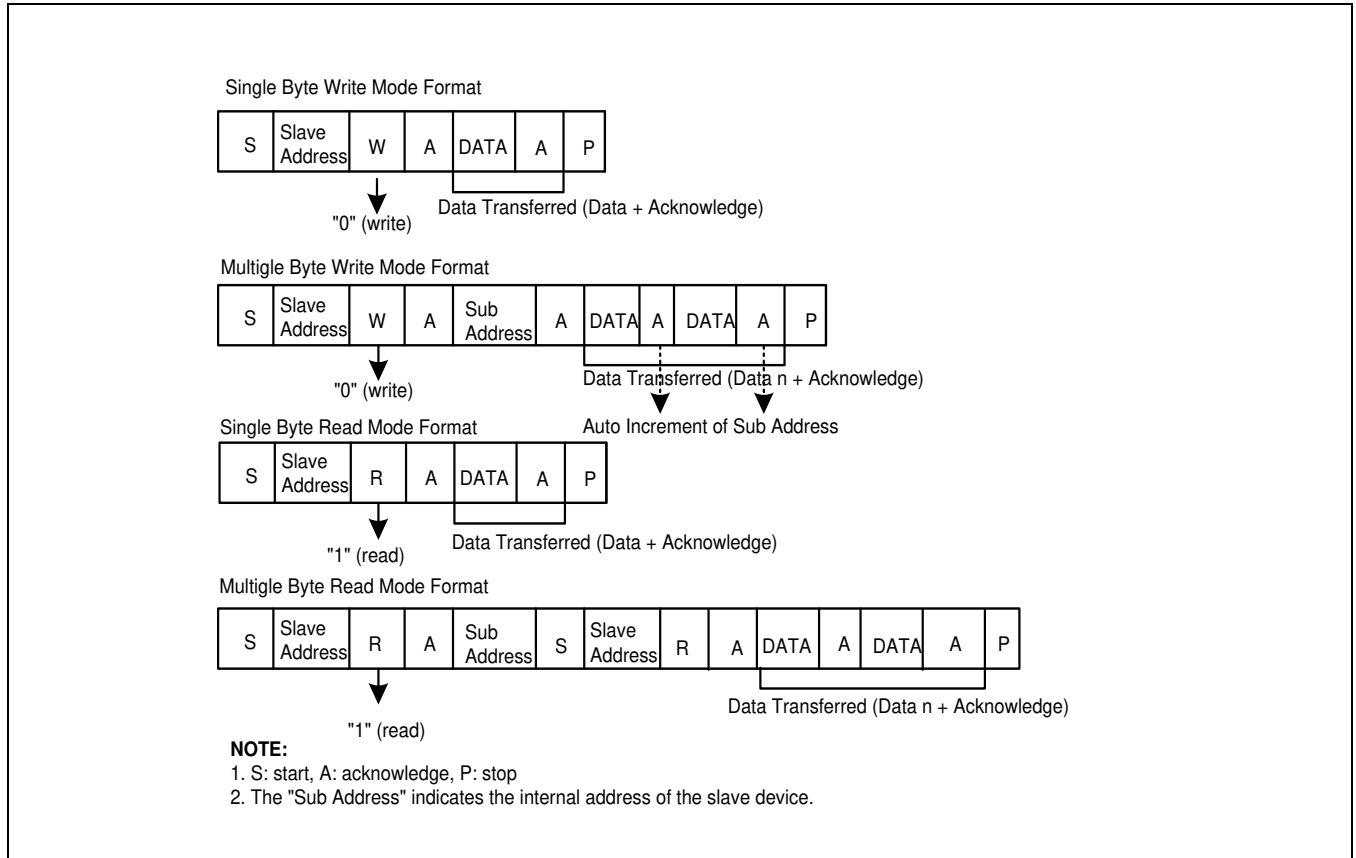 Single Byte Write Mode Format
S Slave Address W A DATA A P
Data Transferred (Data + Acknowledge)
"0" (write)
Multigle Byte Write Mode Format
S Slave Address W A Sub Address A DATA A DATA A P
Data Transferred (Data n + Acknowledge)
"0" (write)
Auto Increment of Sub Address
Single Byte Read Mode Format
S Slave Address R A DATA A P
Data Transferred (Data + Acknowledge)
"1" (read)
Multigle Byte Read Mode Format
S Slave Address R A Sub Address S Slave Address R A DATA A DATA A P
Data Transferred (Data n + Acknowledge)
"1" (read)
NOTE:
1. S: start, A: acknowledge, P: stop
2. The "Sub Address" indicates the internal address of the slave device.